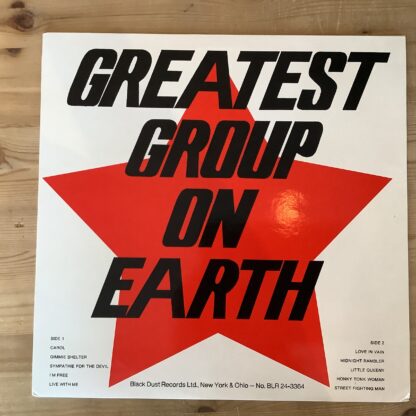 GREATEST
GROUP
ON
EARTH
SIDE 1
CAROL
GIMMIE SHELTER
SYMPATHIE FOR THE DEVIL
I'M FREE
LIVE WITH ME
SIDE 2
LOVE IN VAIN
MIDNIGHT RAMBLER
LITTLE QUEENY
HONKY TONK WOMAN
STREET FIGHTING MAN
Black Dust Records Ltd., New York & Ohio — No. BLR 24-3364